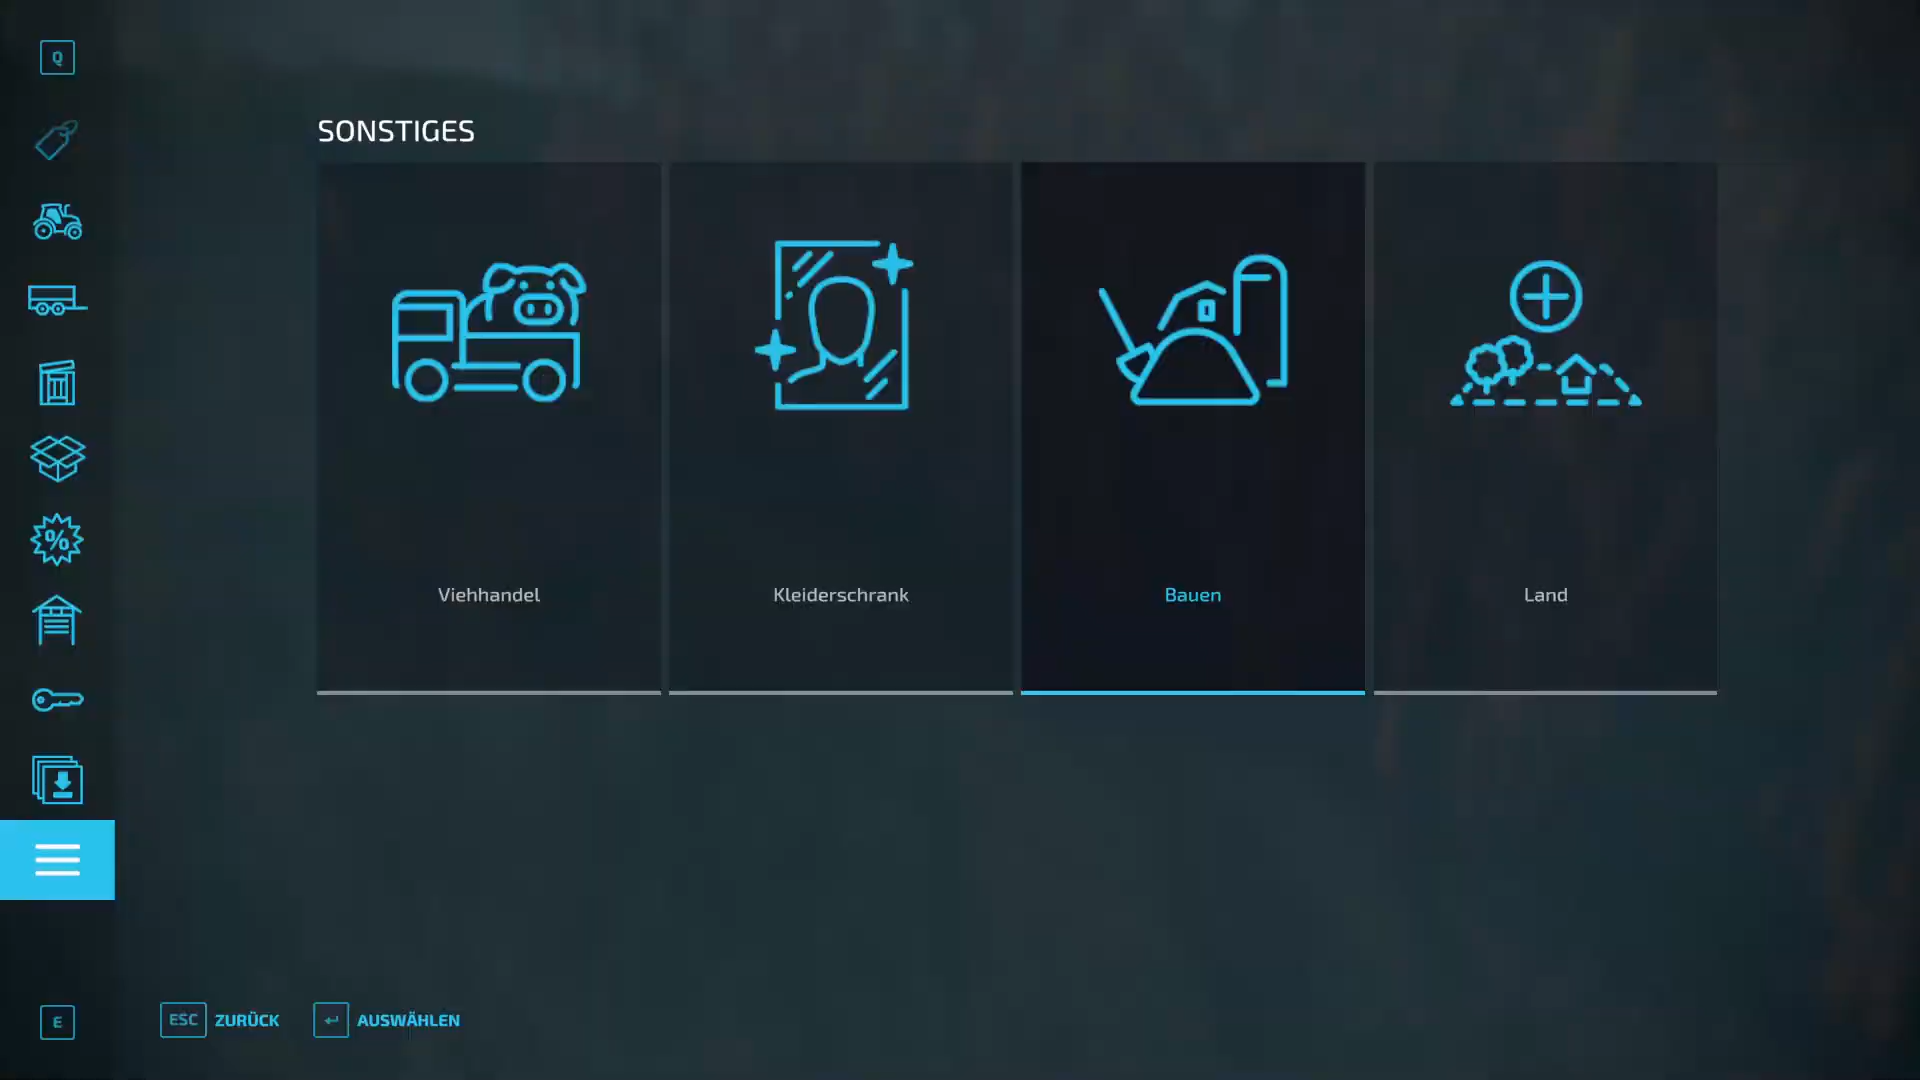 Q
SONSTIGES
%
Viehhandel
Kleiderschrank
Bauen
Land
E
ESC ZURÜCK
AUSWÄHLEN